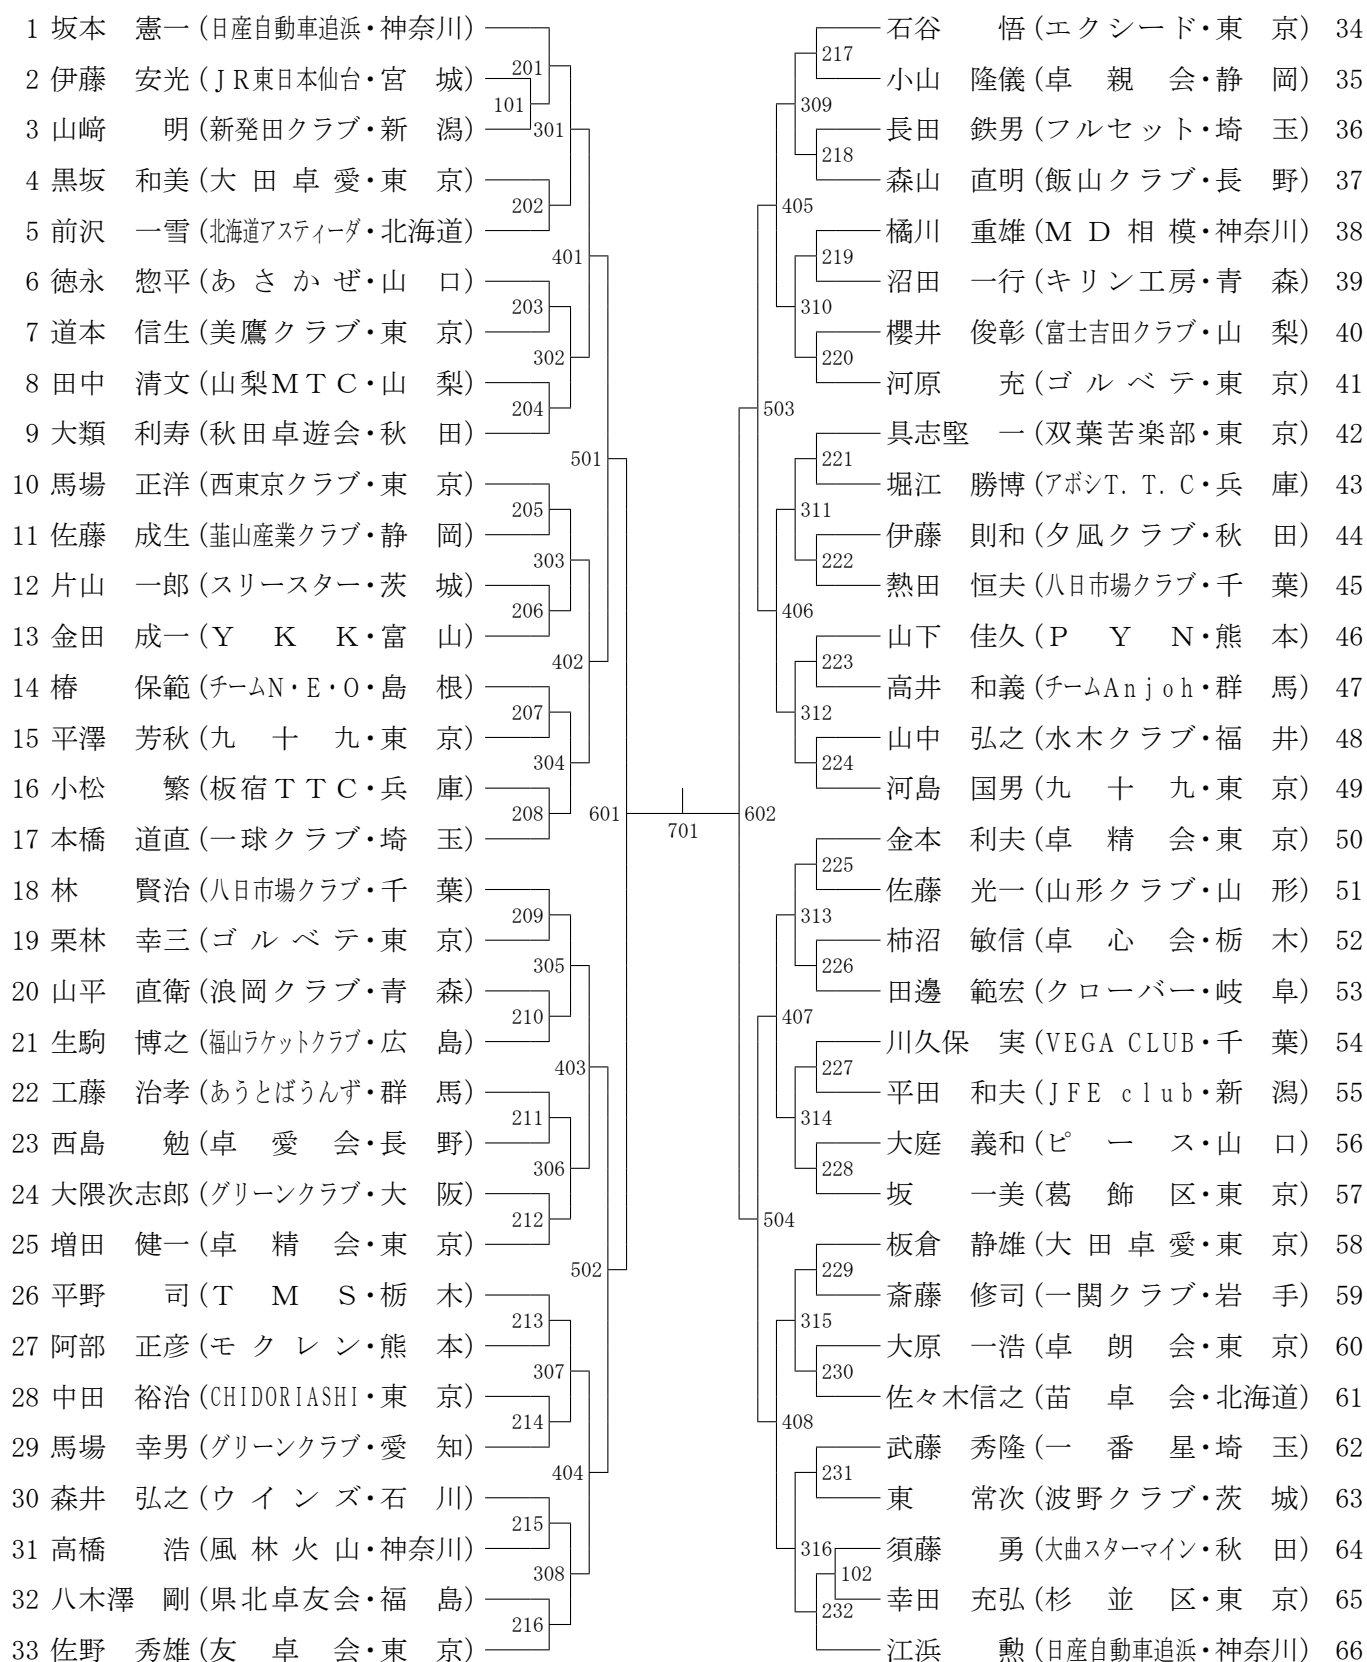 1 坂本 憲一 (日産自動車追浜・神奈川)
2 伊藤 安光 (ＪＲ東日本仙台・宮 城)
3 山﨑 明 (新発田クラブ・新 潟)
4 黒坂 和美 (大田卓愛・東 京)
5 前沢 一雪 (北海道アスティーダ・北海道)
6 徳永 惣平 (あさかぜ・山 口)
7 道本 信生 (美鷹クラブ・東 京)
8 田中 清文 (山梨ＭＴＣ・山 梨)
9 大類 利寿 (秋田卓遊会・秋 田)
10 馬場 正洋 (西東京クラブ・東 京)
11 佐藤 成生 (韮山産業クラブ・静 岡)
12 片山 一郎 (スリースター・茨 城)
13 金田 成一 (Ｙ Ｋ Ｋ・富 山)
14 椿 保範 (チームN・E・O・島 根)
15 平澤 芳秋 (九 十 九・東 京)
16 小松 繁 (板宿ＴＴＣ・兵 庫)
17 本橋 道直 (一球クラブ・埼 玉)
18 林 賢治 (八日市場クラブ・千 葉)
19 栗林 幸三 (ゴルベテ・東 京)
20 山平 直衛 (浪岡クラブ・青 森)
21 生駒 博之 (福山ラケットクラブ・広 島)
22 工藤 治孝 (あうとばうんず・群 馬)
23 西島 勉 (卓 愛 会・長 野)
24 大隈次志郎 (グリーンクラブ・大 阪)
25 増田 健一 (卓 精 会・東 京)
26 平野 司 (Ｔ Ｍ Ｓ・栃 木)
27 阿部 正彦 (モクレン・熊 本)
28 中田 裕治 (CHIDORIASHI・東 京)
29 馬場 幸男 (グリーンクラブ・愛 知)
30 森井 弘之 (ウインズ・石 川)
31 高橋 浩 (風林火山・神奈川)
32 八木澤 剛 (県北卓友会・福 島)
33 佐野 秀雄 (友 卓 会・東 京)
101
201
202
203
204
205
206
207
208
209
210
211
212
213
214
215
216
301
302
303
304
305
306
307
308
401
402
403
404
501
502
601
701
602
503
504
405
406
407
408
309
310
311
312
313
314
315
316
217
218
219
220
221
222
223
224
225
226
227
228
229
230
231
232
102
石谷 悟 (エクシード・東 京) 34
小山 隆儀 (卓 親 会・静 岡) 35
長田 鉄男 (フルセット・埼 玉) 36
森山 直明 (飯山クラブ・長 野) 37
橘川 重雄 (ＭＤ相模・神奈川) 38
沼田 一行 (キリン工房・青 森) 39
櫻井 俊彰 (富士吉田クラブ・山 梨) 40
河原 充 (ゴルベテ・東 京) 41
具志堅 一 (双葉苦楽部・東 京) 42
堀江 勝博 (アボシT.T.C・兵 庫) 43
伊藤 則和 (夕凪クラブ・秋 田) 44
熱田 恒夫 (八日市場クラブ・千 葉) 45
山下 佳久 (Ｐ Ｙ Ｎ・熊 本) 46
高井 和義 (チームAnjoh・群 馬) 47
山中 弘之 (水木クラブ・福 井) 48
河島 国男 (九 十 九・東 京) 49
金本 利夫 (卓 精 会・東 京) 50
佐藤 光一 (山形クラブ・山 形) 51
柿沼 敏信 (卓 心 会・栃 木) 52
田邊 範宏 (クローバー・岐 阜) 53
川久保 実 (VEGA CLUB・千 葉) 54
平田 和夫 (JFE club・新 潟) 55
大庭 義和 (ピース・山 口) 56
坂 一美 (葛 飾 区・東 京) 57
板倉 静雄 (大田卓愛・東 京) 58
斎藤 修司 (一関クラブ・岩 手) 59
大原 一浩 (卓 朗 会・東 京) 60
佐々木信之 (苗 卓 会・北海道) 61
武藤 秀隆 (一 番 星・埼 玉) 62
東 常次 (波野クラブ・茨 城) 63
須藤 勇 (大曲スターマイン・秋 田) 64
幸田 充弘 (杉 並 区・東 京) 65
江浜 勲 (日産自動車追浜・神奈川) 66